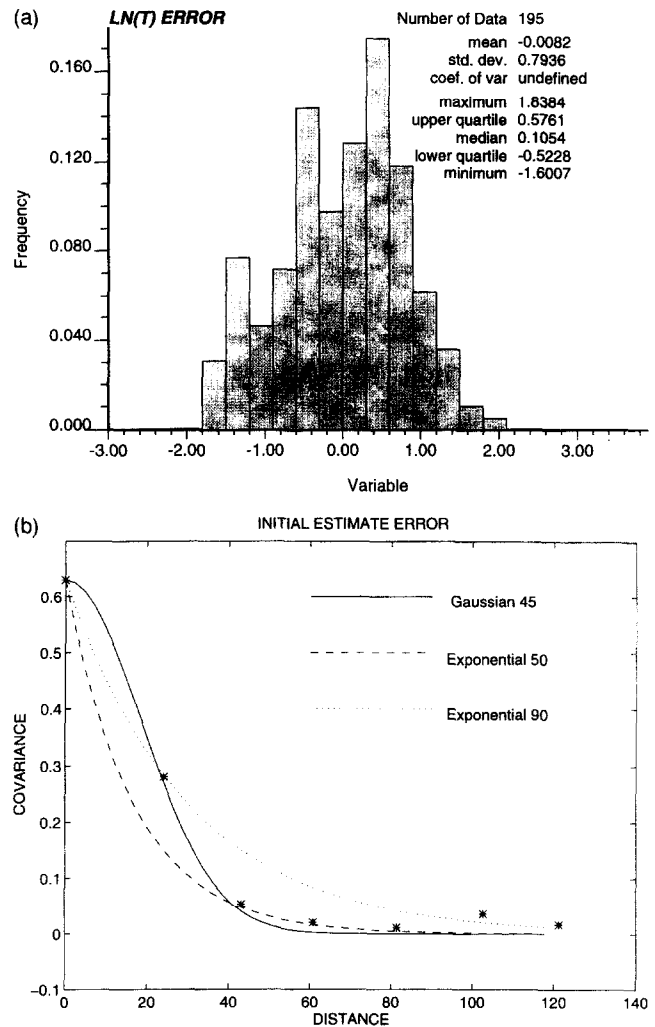 (a)
LN(T) ERROR
Number of Data 195
mean -0.0082
std. dev. 0.7936
coef. of var undefined
maximum 1.8384
upper quartile 0.5761
median 0.1054
lower quartile -0.5228
minimum -1.6007
0.160
0.120
0.080
0.040
0.000
Frequency
-3.00 -2.00 -1.00 0.00 1.00 2.00 3.00
Variable
(b)
INITIAL ESTIMATE ERROR
Gaussian 45
Exponential 50
Exponential 90
0.6
0.5
0.4
0.3
0.2
0.1
0
-0.1
COVARIANCE
0 20 40 60 80 100 120 140
DISTANCE